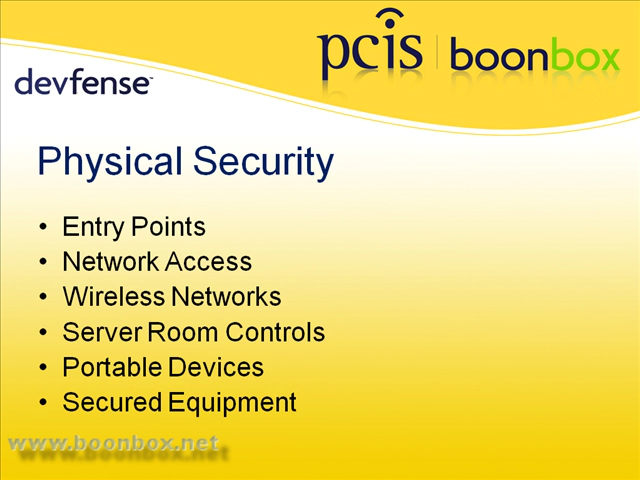 pcis | boonbox
devfense™
Physical Security
• Entry Points
• Network Access
• Wireless Networks
• Server Room Controls
• Portable Devices
• Secured Equipment
www.boonbox.net